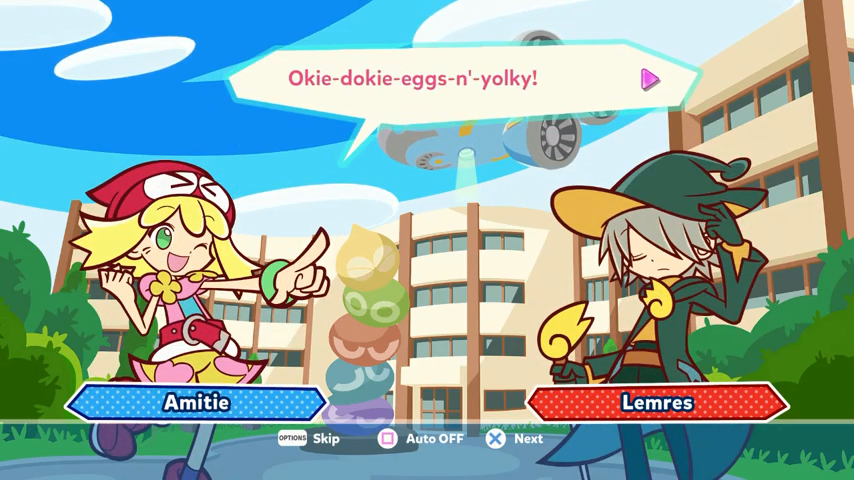 Okie-dokie-eggs-n'-yolky!
Amitie
Lemres
OPTIONS Skip
Auto OFF
Next